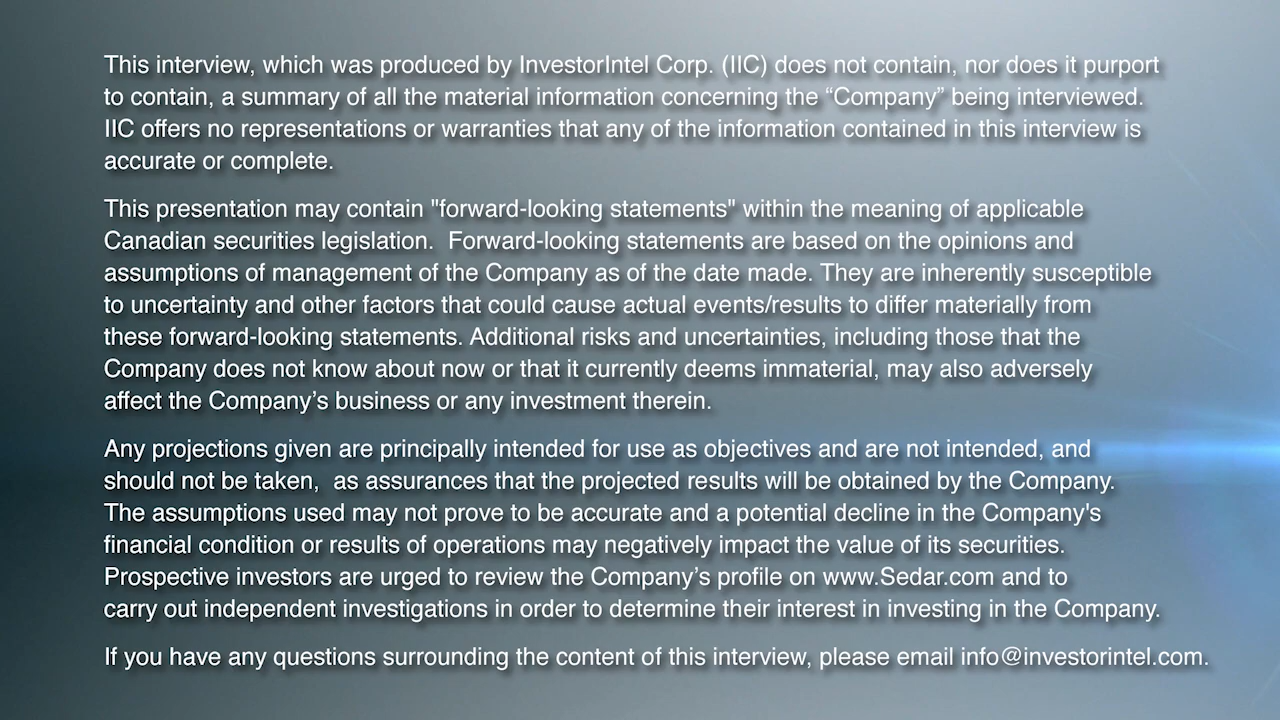 This interview, which was produced by InvestorIntel Corp. (IIC) does not contain, nor does it purport
to contain, a summary of all the material information concerning the “Company” being interviewed.
IIC offers no representations or warranties that any of the information contained in this interview is
accurate or complete.
This presentation may contain "forward-looking statements" within the meaning of applicable
Canadian securities legislation.  Forward-looking statements are based on the opinions and
assumptions of management of the Company as of the date made. They are inherently susceptible
to uncertainty and other factors that could cause actual events/results to differ materially from
these forward-looking statements. Additional risks and uncertainties, including those that the
Company does not know about now or that it currently deems immaterial, may also adversely
affect the Company’s business or any investment therein.
Any projections given are principally intended for use as objectives and are not intended, and
should not be taken,  as assurances that the projected results will be obtained by the Company.
The assumptions used may not prove to be accurate and a potential decline in the Company's
financial condition or results of operations may negatively impact the value of its securities.
Prospective investors are urged to review the Company’s profile on www.Sedar.com and to
carry out independent investigations in order to determine their interest in investing in the Company.
If you have any questions surrounding the content of this interview, please email info@investorintel.com.